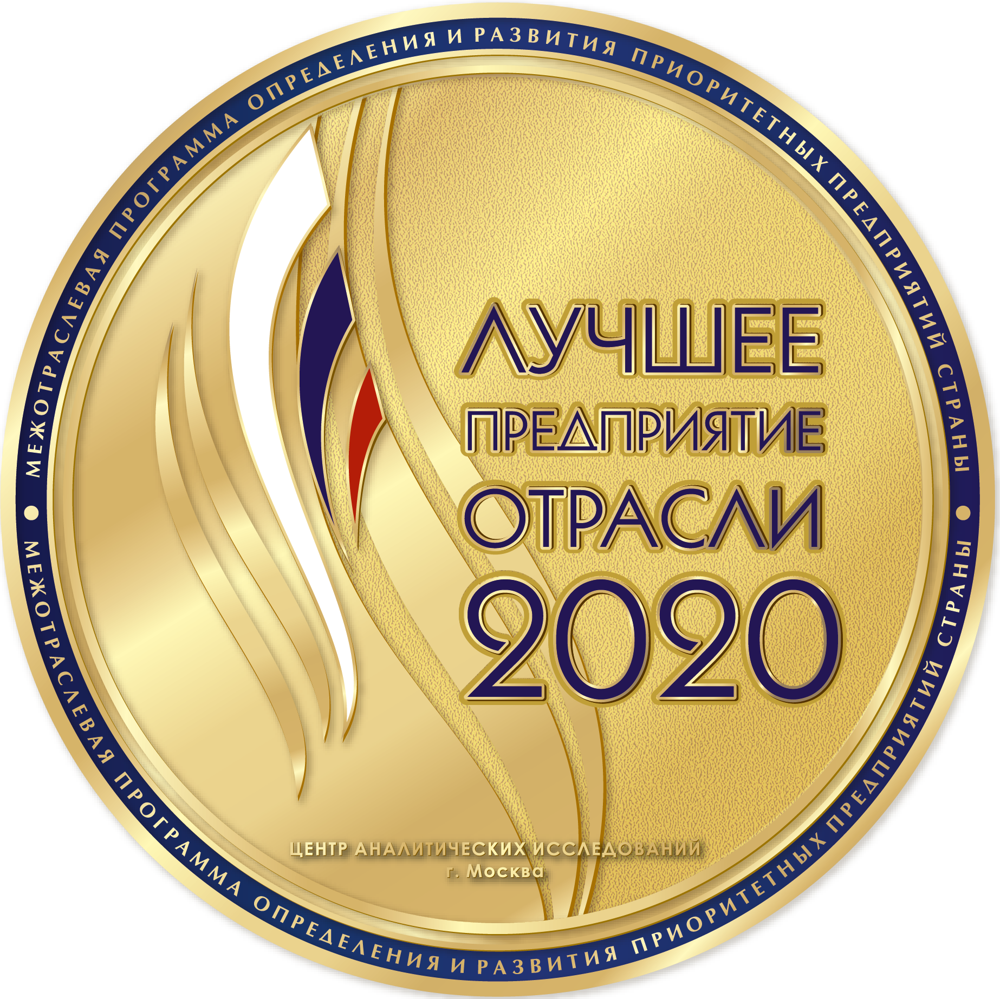 МЕЖОТРАСЛЕВАЯ ПРОГРАММА ОПРЕДЕЛЕНИЯ И РАЗВИТИЯ ПРИОРИТЕТНЫХ ПРЕДПРИЯТИЙ СТРАНЫ
ЛУЧШЕЕ
ПРЕДПРИЯТИЕ
ОТРАСЛИ
2020
ЦЕНТР АНАЛИТИЧЕСКИХ ИССЛЕДОВАНИЙ
г. Москва
МЕЖОТРАСЛЕВАЯ ПРОГРАММА ОПРЕДЕЛЕНИЯ И РАЗВИТИЯ ПРИОРИТЕТНЫХ ПРЕДПРИЯТИЙ СТРАНЫ